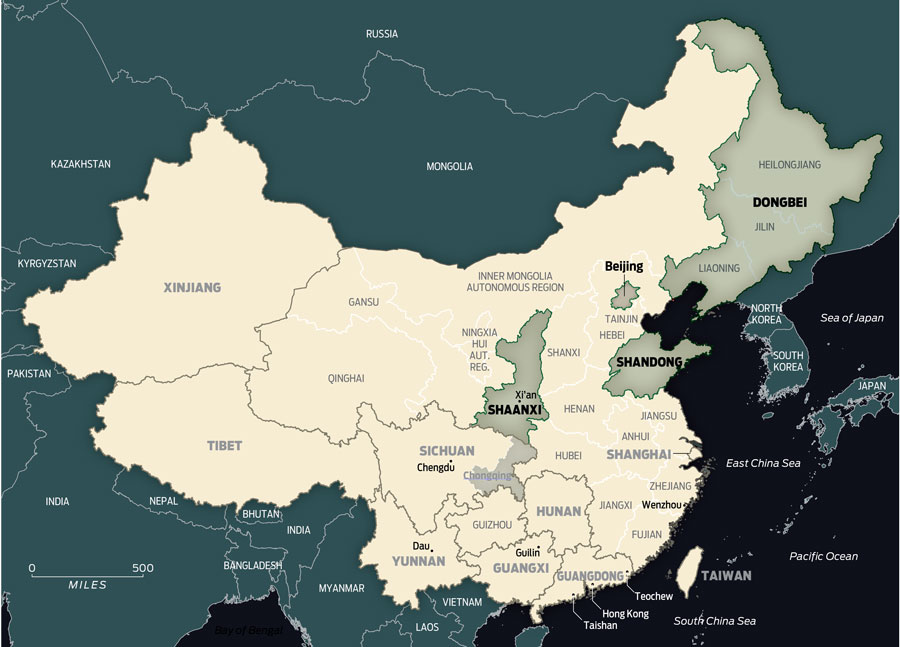 RUSSIA
KAZAKHSTAN
MONGOLIA
HEILONGJIANG
DONGBEI
JILIN
KYRGYZSTAN
XINJIANG
INNER MONGOLIA
AUTONOMOUS REGION
Beijing
LIAONING
GANSU
TAINJIN
HEBEI
NORTH
KOREA
Sea of Japan
NINGXIA
HUI
AUT.
REG.
SHANXI
SHANDONG
SOUTH
KOREA
PAKISTAN
QINGHAI
Xi'an
SHAANXI
HENAN
JIANGSU
JAPAN
TIBET
SICHUAN
Chengdu
Chongqing
HUBEI
ANHUI
SHANGHAI
East China Sea
INDIA
NEPAL
BHUTAN
INDIA
ZHEJIANG
Wenzhou
HUNAN
JIANGXI
GUIZHOU
FUJIAN
Dau
YUNNAN
Guilin
GUANGXI
GUANGDONG
TAIWAN
Pacific Ocean
BANGLADESH
0 500
MILES
MYANMAR
VIETNAM
LAOS
Teochew
Hong Kong
Taishan
South China Sea
Bay of Bengal